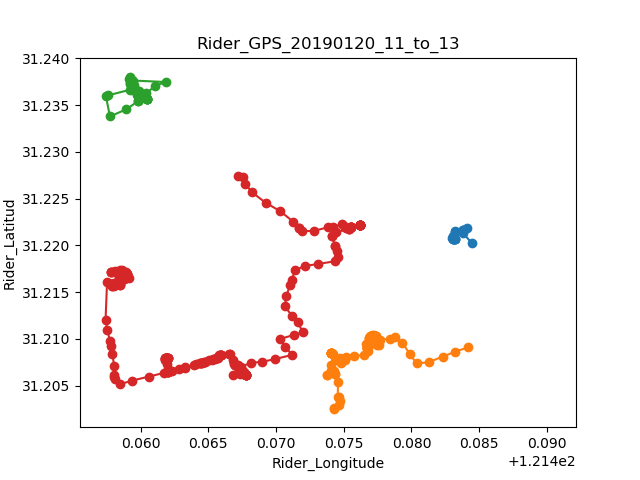 Rider_GPS_20190120_11_to_13
31.240
31.235
31.230
31.225
31.220
31.215
31.210
31.205
Rider_Latitud
0.060 0.065 0.070 0.075 0.080 0.085 0.090
Rider_Longitude
+1.214e2